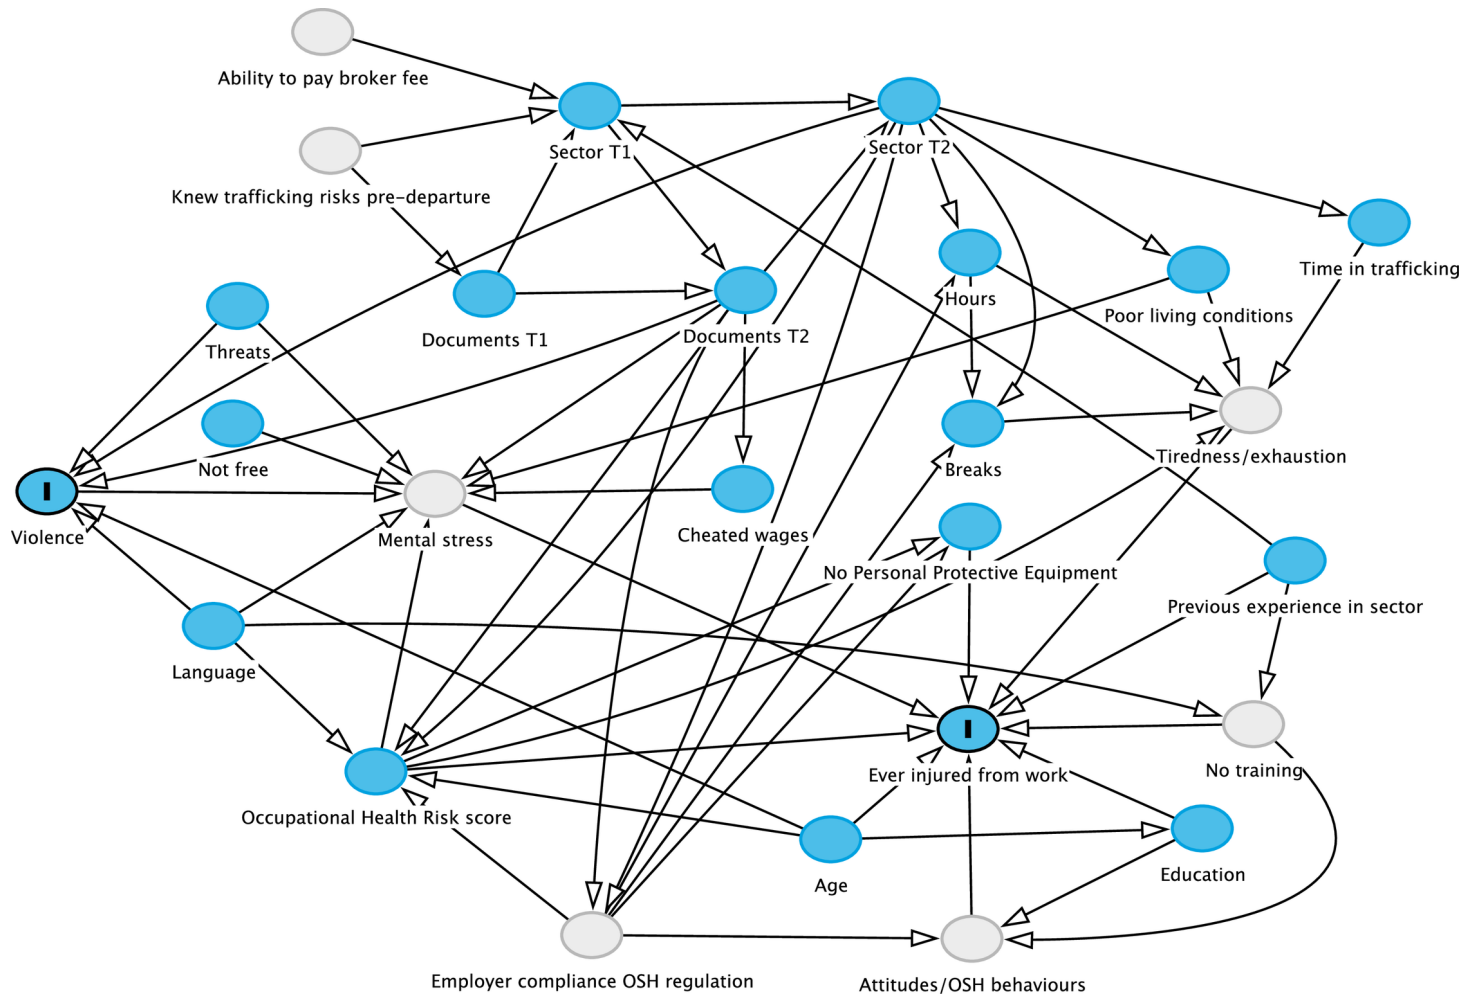 Ability to pay broker fee
Sector T1
Sector T2
Knew trafficking risks pre-departure
Hours
Time in trafficking
Poor living conditions
Documents T1
Documents T2
Threats
Not free
Tiredness/exhaustion
Breaks
I
Violence
Mental stress
Cheated wages
No Personal Protective Equipment
Previous experience in sector
Language
I
Ever injured from work
No training
Occupational Health Risk score
Age
Education
Employer compliance OSH regulation
Attitudes/OSH behaviours